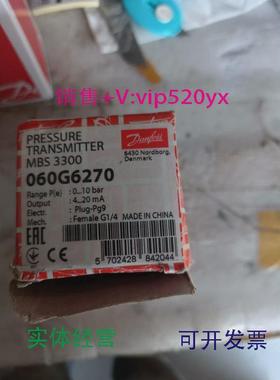 销售+V:vip520yx
PRESSURE
TRANSMITTER
MBS 3300
Danfoss
6430 Nordborg,
Denmark
060G6270
Range P(e) : 0...10 bar
Output : 4...20 mA
Electr. : Plug-Pg9
Mech. : Female G1/4 MADE IN CHINA
EAC
5 702428 842044
实体经营
可开发票